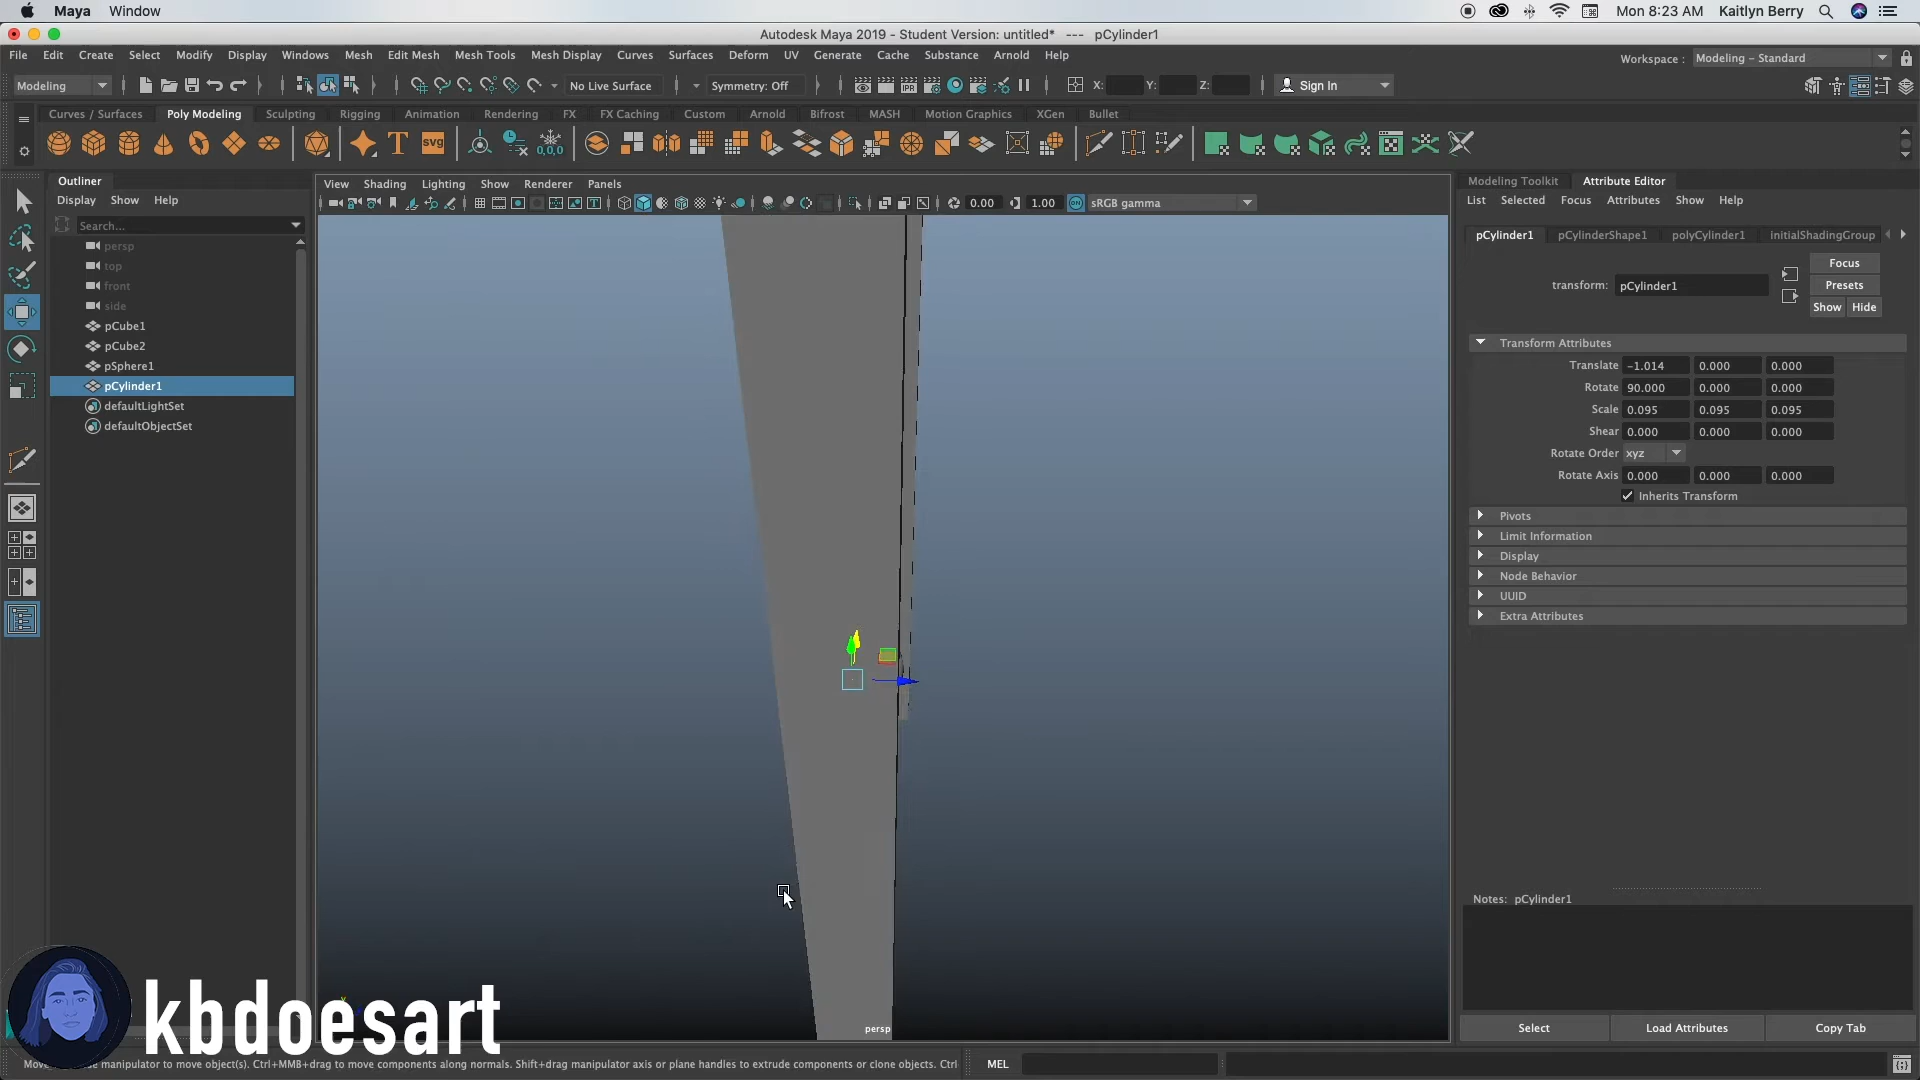 Maya Window
Mon 8:23 AM Kaitlyn Berry
Autodesk Maya 2019 - Student Version: untitled* --- pCylinder1
File Edit Create Select Modify Display Windows Mesh Edit Mesh Mesh Tools Mesh Display Curves Surfaces Deform UV Generate Cache Substance Arnold Help
Workspace : Modeling - Standard
Modeling No Live Surface Symmetry: Off IPR X: Y: Z: Sign In
Curves / Surfaces Poly Modeling Sculpting Rigging Animation Rendering FX FX Caching Custom Arnold Bifrost MASH Motion Graphics XGen Bullet
T SVG 0,0,0
Outliner
Display Show Help
Search...
persp
top
front
side
pCube1
pCube2
pSphere1
pCylinder1
defaultLightSet
defaultObjectSet
View Shading Lighting Show Renderer Panels
0.00 1.00 ON sRGB gamma
persp
Modeling Toolkit Attribute Editor
List Selected Focus Attributes Show Help
pCylinder1 pCylinderShape1 polyCylinder1 initialShadingGroup
transform: pCylinder1
Focus
Presets
Show Hide
Transform Attributes
Translate -1.014 0.000 0.000
Rotate 90.000 0.000 0.000
Scale 0.095 0.095 0.095
Shear 0.000 0.000 0.000
Rotate Order xyz
Rotate Axis 0.000 0.000 0.000
Inherits Transform
Pivots
Limit Information
Display
Node Behavior
UUID
Extra Attributes
Notes: pCylinder1
Select Load Attributes Copy Tab
kbdoesart
manipulator to move object(s). Ctrl+MMB+drag to move components along normals. Shift+drag manipulator axis or plane handles to extrude components or clone objects. Ctrl
MEL